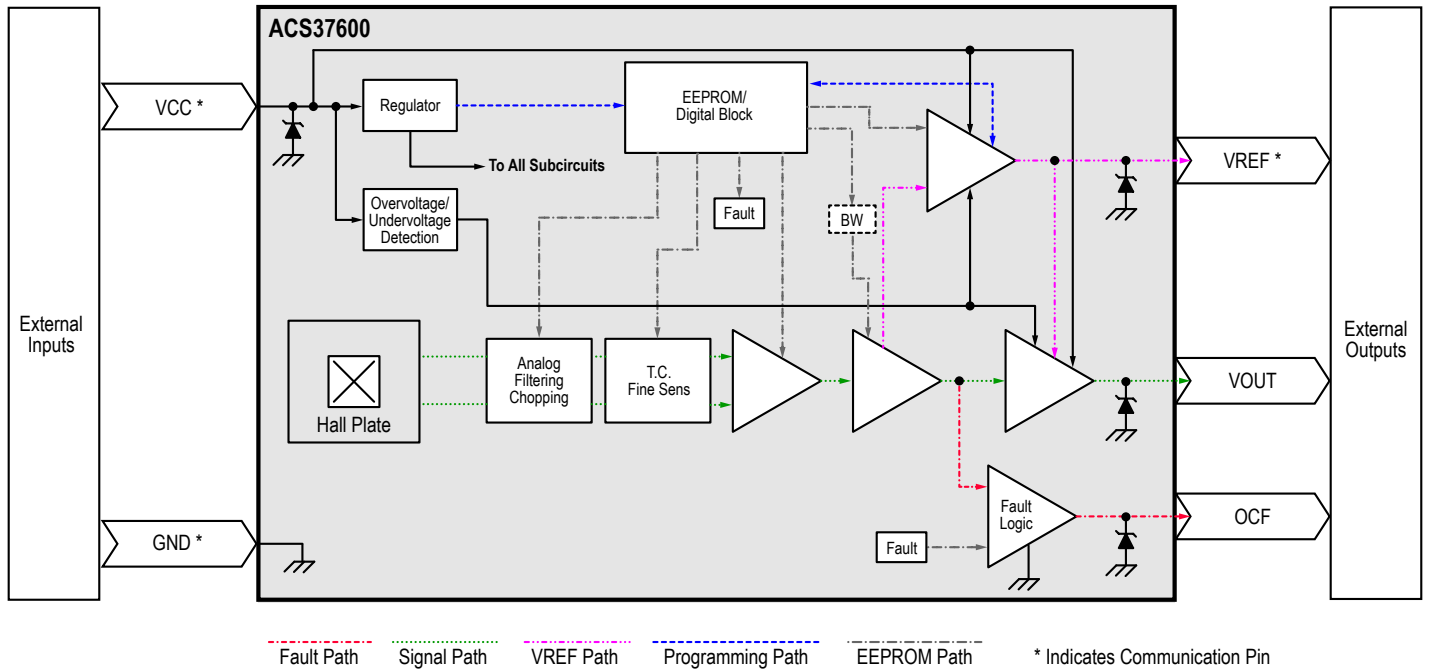 ACS37600
VCC *
Regulator
EEPROM/
Digital Block
To All Subcircuits
VREF *
Overvoltage/
Undervoltage
Detection
Fault
BW
External
Inputs
External
Outputs
Hall Plate
Analog
Filtering
Chopping
T.C.
Fine Sens
VOUT
GND *
Fault
Fault
Logic
OCF
Fault Path
Signal Path
VREF Path
Programming Path
EEPROM Path
* Indicates Communication Pin